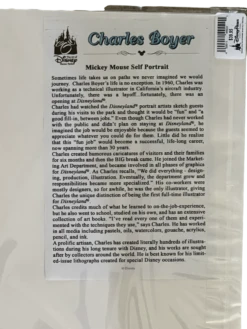 Charles Boyer
Disney
Mickey Mouse Self Portrait
Sometimes life takes us on paths we never imagined we would
journey. Charles Boyer's life is no exception. In 1960, Charles was
working as a technical illustrator in California's aircraft industry.
Unfortunately, there was a layoff. Fortunately, there was an
opening at Disneyland®.
Charles had watched the Disneyland® portrait artists sketch guests
during his visits to the park and thought it would be "fun" and "a
good fill-in, between jobs." Even though Charles had never worked
with the public and didn't plan on staying at Disneyland®, he
imagined the job would be enjoyable because the guests seemed to
appreciate whatever you could do for them. Little did he realize
that this "fun job" would become a successful, life-long career,
now spanning more than 30 years.
Charles created humorous caricatures of visitors and their families
for six months and then the BIG break came. He joined the Market-
ing Art Department, and became involved in all phases of graphics
for Disneyland®. As Charles recalls, "We did everything - design-
ing, production, illustration. Eventually, the department grew and
responsibilities became more specialized." His co-workers were
mostly designers, so for awhile, he was the only illustrator, giving
Charles the unique distinction of being the first full-time illustrator
for Disneyland®.
Charles credits much of what he learned to on-the-job-experience,
but he also went to school, studied on his own, and has an extensive
collection of art books. "I've read every one of them and exper-
mented with the techniques they use," says Charles. He has worked
in all media including pastels, oils, watercolors, gouache, acrylics,
pencil, and ink.
A prolific artisan, Charles has created literally hundreds of illustra-
tions during his long tenure with Disney, and his works are sought
after by collectors around the world. He is best known for his limit-
ed-issue lithographs created for special Disney occasions.